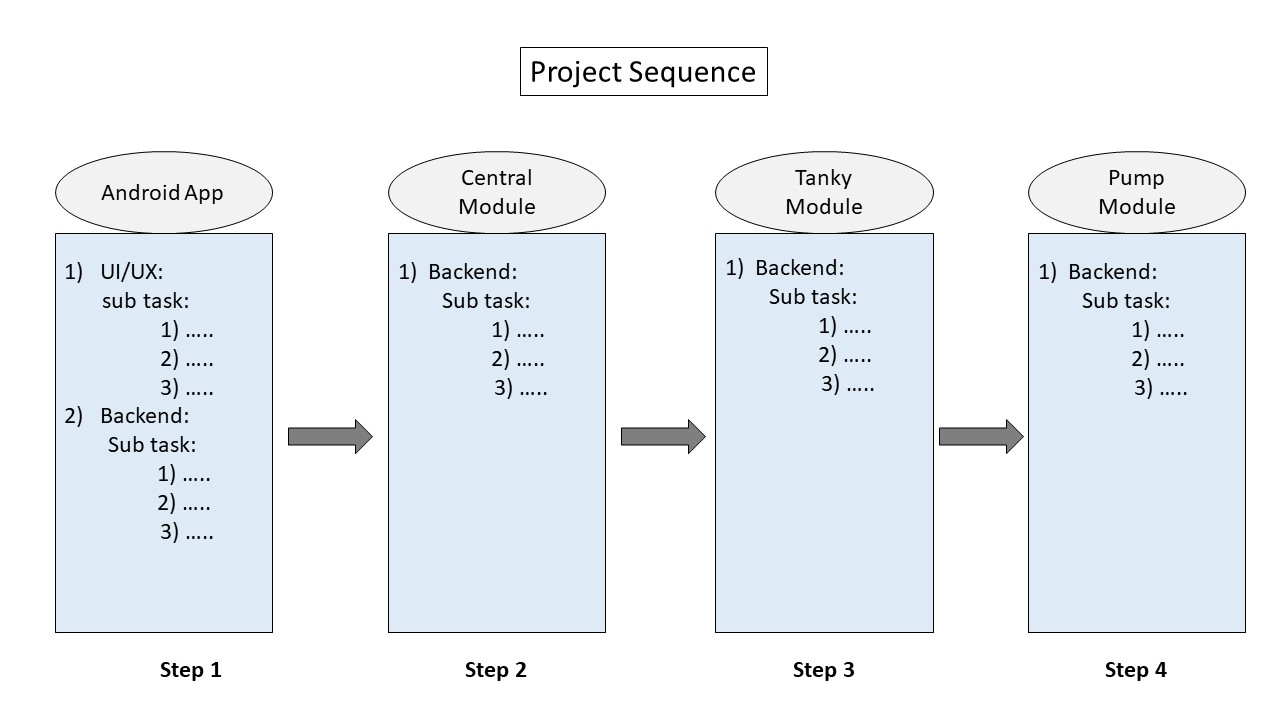 Project Sequence
Android App
1) UI/UX:
sub task:
1) …..
2) …..
3) …..
2) Backend:
Sub task:
1) …..
2) …..
3) …..
Step 1
Central
Module
1) Backend:
Sub task:
1) …..
2) …..
3) …..
Step 2
Tanky
Module
1) Backend:
Sub task:
1) …..
2) …..
3) …..
Step 3
Pump
Module
1) Backend:
Sub task:
1) …..
2) …..
3) …..
Step 4